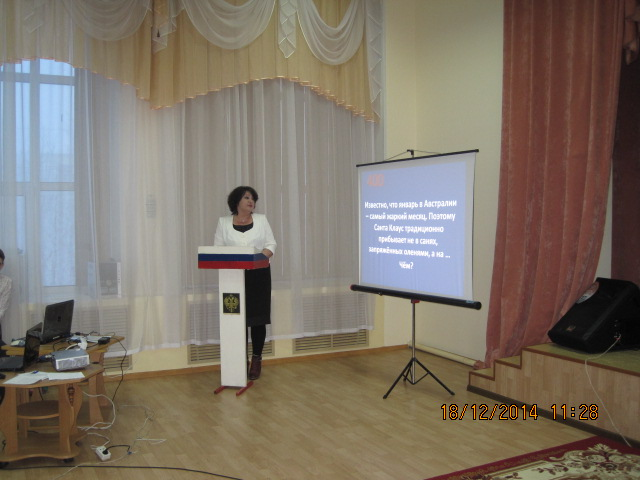 400
Известно, что январь в Австралии
– самый жаркий месяц. Поэтому
Санта Клаус традиционно
прибывает не в санях,
запряжённых оленями, а на ...
Чём?
18/12/2014 11:28